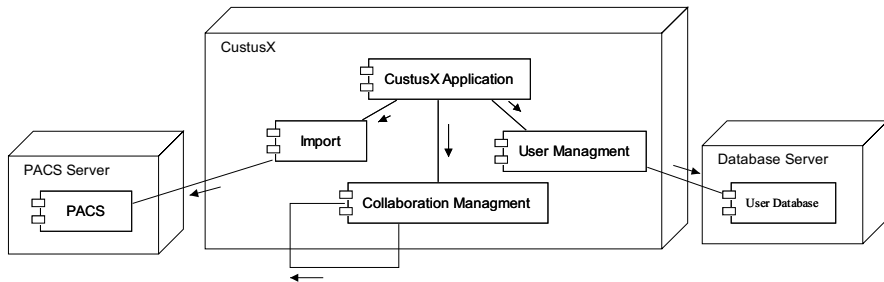 CustusX
CustusX Application
Import
User Managment
PACS Server
Database Server
PACS
Collaboration Managment
User Database